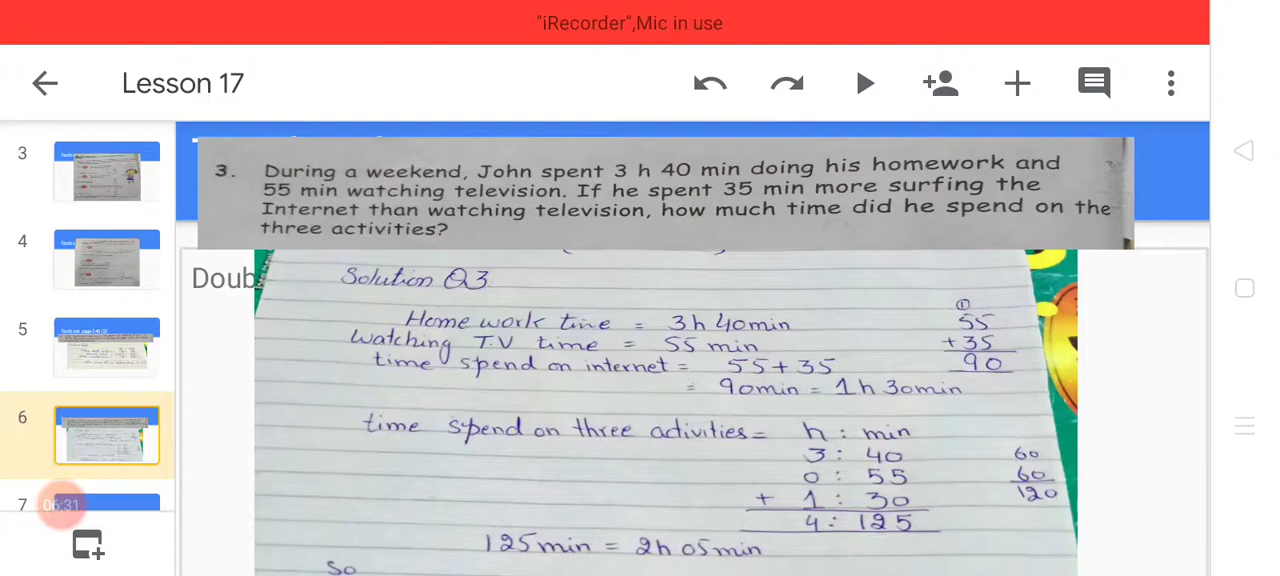 "iRecorder",Mic in use
Lesson 17
3
4
5
6
7
06:31
3. During a weekend, John spent 3 h 40 min doing his homework and
55 min watching television. If he spent 35 min more surfing the
Internet than watching television, how much time did he spend on the
three activities?
Doub
Solution Q3
Home work time = 3h 40min
watching T.V time = 55 min
time spend on internet = 55+35
= 90min = 1h 30min
①
55
+35
90
time spend on three activities = h : min
3 : 40
0 : 55
+ 1 : 30
4 : 125
60
60
120
125min = 2h 05min
So